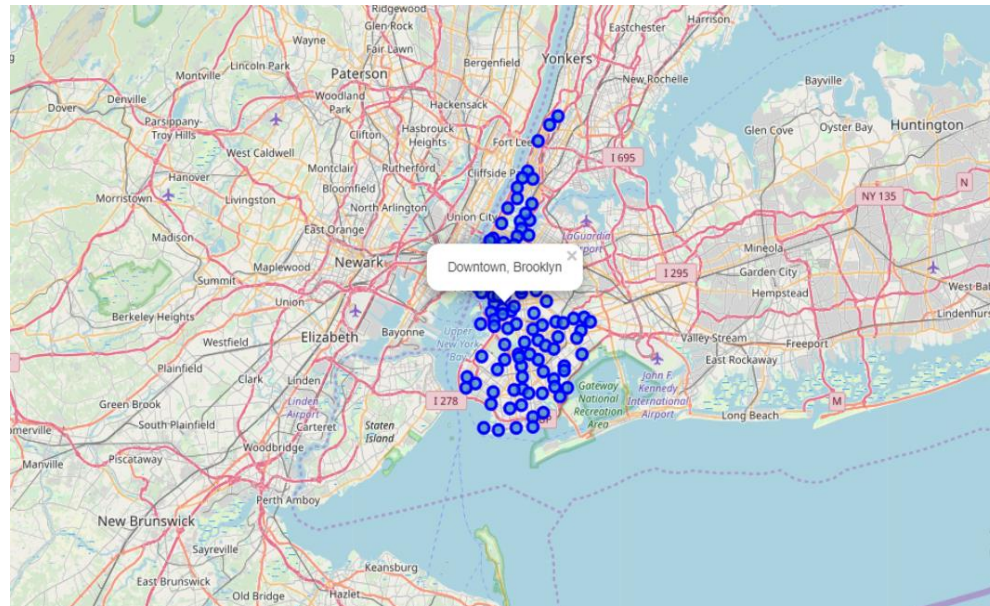 Ridgewood
Glen Rock
Harrison
Eastchester
Wayne
Fair Lawn
Lincoln Park
Bergenfield
Yonkers
Montville
Paterson
New Rochelle
Bayville
Denville
Woodland
Park
Dover
Hackensack
Parsippany-
Troy Hills
Clifton
Hasbrouck
Heights
Fort Lee
Glen Cove
Oyster Bay
Huntington
West Caldwell
I 695
Hanover
Montclair
Rutherford
Cliffside P
Bloomfield
N
Morristown
Livingston
North Arlington
NY 135
Union City
East Orange
LaGuardia
port
Madison
Mineola
Maplewood
Newark
Downtown, Brooklyn
×
I 295
Garden City
Summit
Hempstead
West Bab
Union
Berkeley Heights
Lindenhurs
Elizabeth
Bayonne
Upper
New York
Bay
Valley Stream
Freeport
Westfield
East Rockaway
Plainfield
Clark
Linden
John F.
Kennedy
International
Airport
Gateway
National
Recreation
Area
Green Brook
Linden
Airport
I 278
M
Long Beach
South Plainfield
Carteret
Staten
Island
omerville
Woodbridge
Piscataway
Manville
Perth Amboy
New Brunswick
Sayreville
Keansburg
East Brunswick
Old Bridge
Hazlet